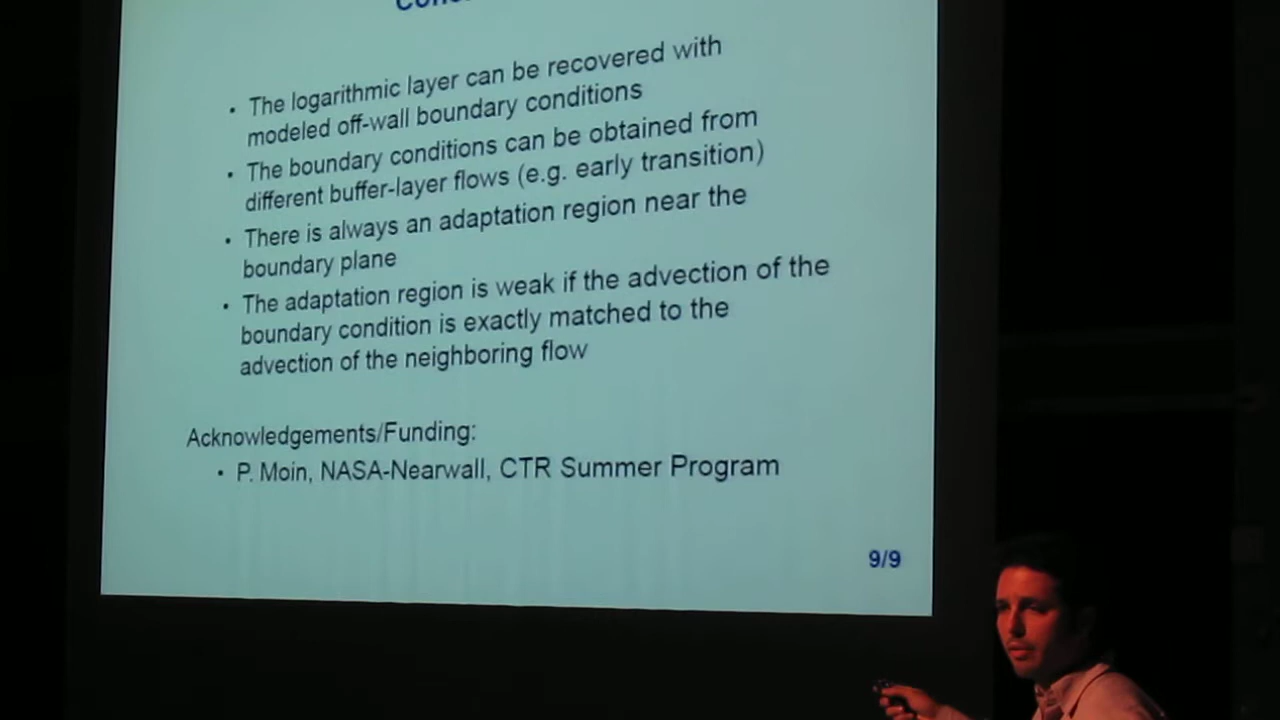 • The logarithmic layer can be recovered with
modeled off-wall boundary conditions
• The boundary conditions can be obtained from
different buffer-layer flows (e.g. early transition)
• There is always an adaptation region near the
boundary plane
• The adaptation region is weak if the advection of the
boundary condition is exactly matched to the
advection of the neighboring flow
Acknowledgements/Funding:
• P. Moin, NASA-Nearwall, CTR Summer Program
9/9